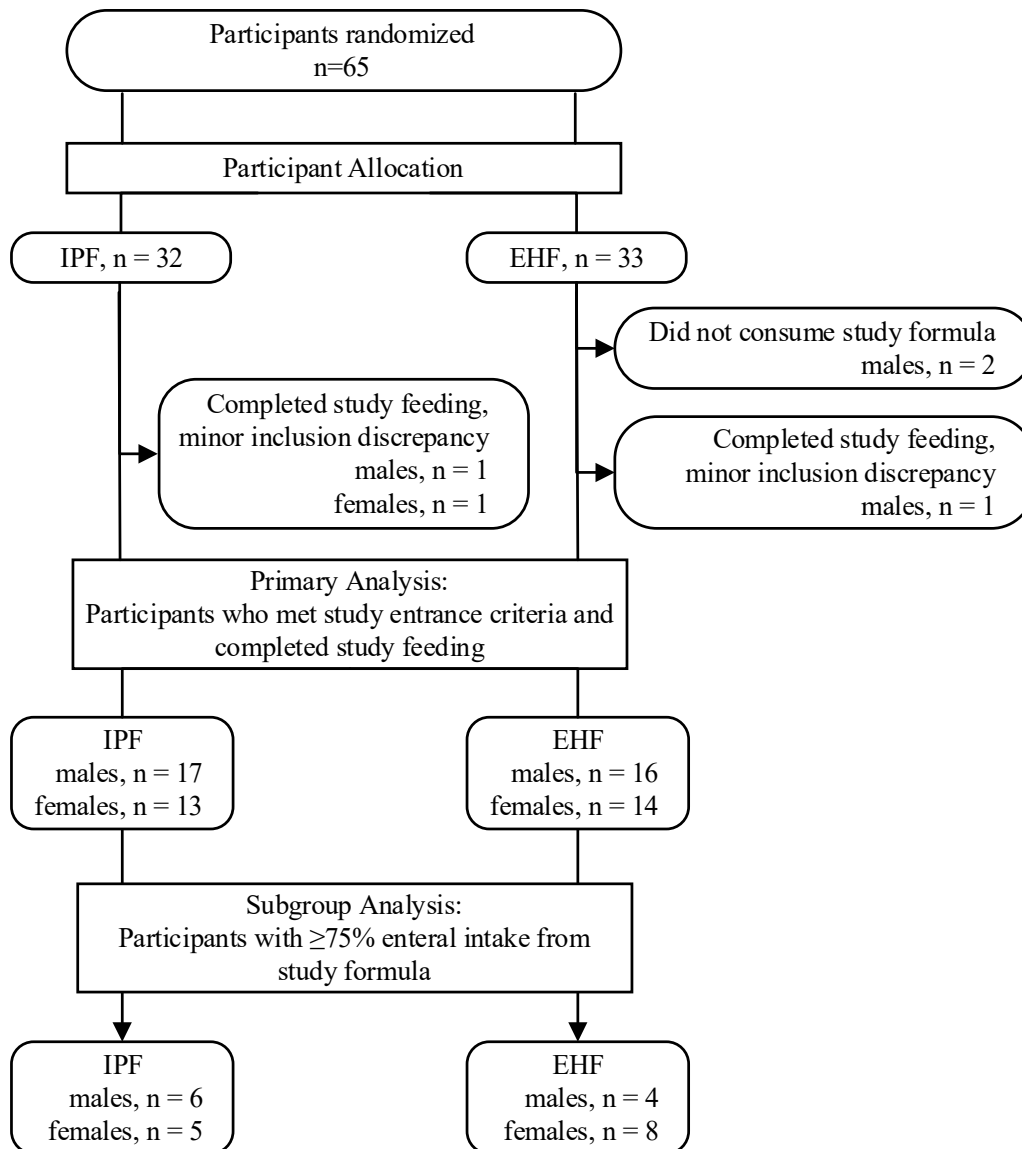 Participants randomized
n=65
Participant Allocation
IPF, n = 32
EHF, n = 33
Did not consume study formula
males, n = 2
Completed study feeding,
minor inclusion discrepancy
males, n = 1
females, n = 1
Completed study feeding,
minor inclusion discrepancy
males, n = 1
Primary Analysis:
Participants who met study entrance criteria and
completed study feeding
IPF
males, n = 17
females, n = 13
EHF
males, n = 16
females, n = 14
Subgroup Analysis:
Participants with ≥75% enteral intake from
study formula
IPF
males, n = 6
females, n = 5
EHF
males, n = 4
females, n = 8